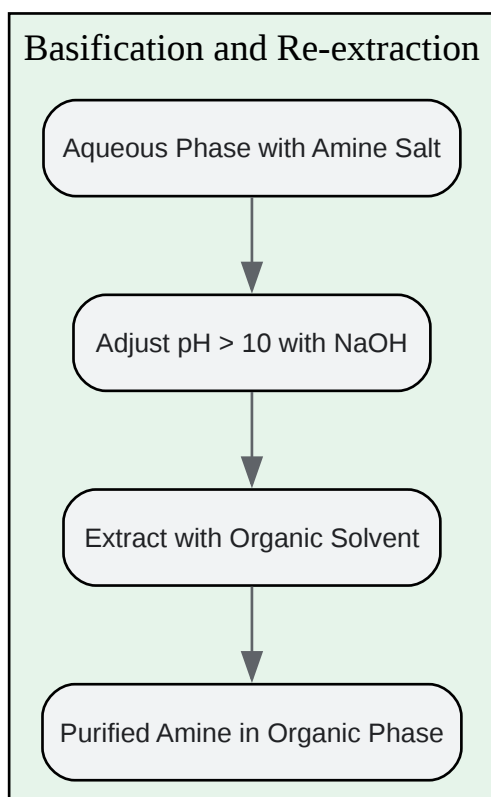 Basification and Re-extraction
Aqueous Phase with Amine Salt
Adjust pH > 10 with NaOH
Extract with Organic Solvent
Purified Amine in Organic Phase